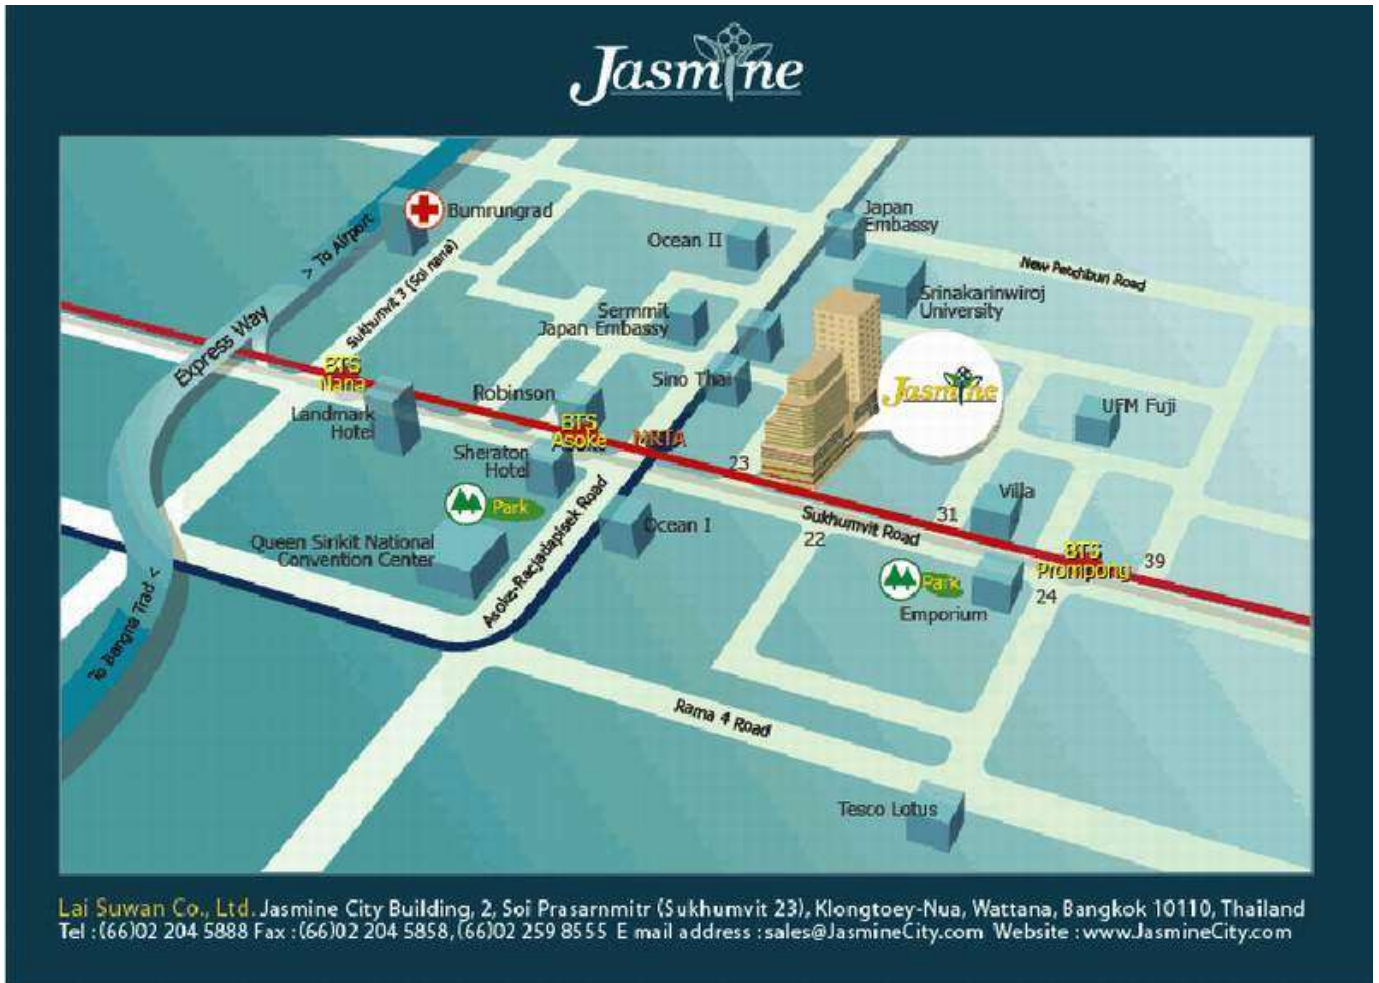 Jasmine
Bumrungrad
Japan
Embassy
> To Airport
Ocean II
New Petchburi Road
Sukhumvit 3 (Soi nana)
Srinakarinwiroj
University
Sermmit
Japan Embassy
Express Way
BTS
Nana
Sino Thai
Jasmine
Robinson
Landmark
Hotel
UFM Fuji
BTS
Asoke
MRTA
Sheraton
Hotel
23
Villa
Park
31
Sukhumvit Road
Ocean I
22
Queen Sirikit National
Convention Center
Asoke-Racjadapisek Road
BTS
Prompong
39
Park
24
Emporium
To Bangna Trad <
Rama 4 Road
Tesco Lotus
Lai Suwan Co., Ltd. Jasmine City Building, 2, Soi Prasarnmitr (Sukhumvit 23), Klongtoey-Nua, Wattana, Bangkok 10110, Thailand
Tel :(66)02 204 5888 Fax :(66)02 204 5858,(66)02 259 8555 E mail address :sales@JasmineCity.com Website :www.JasmineCity.com